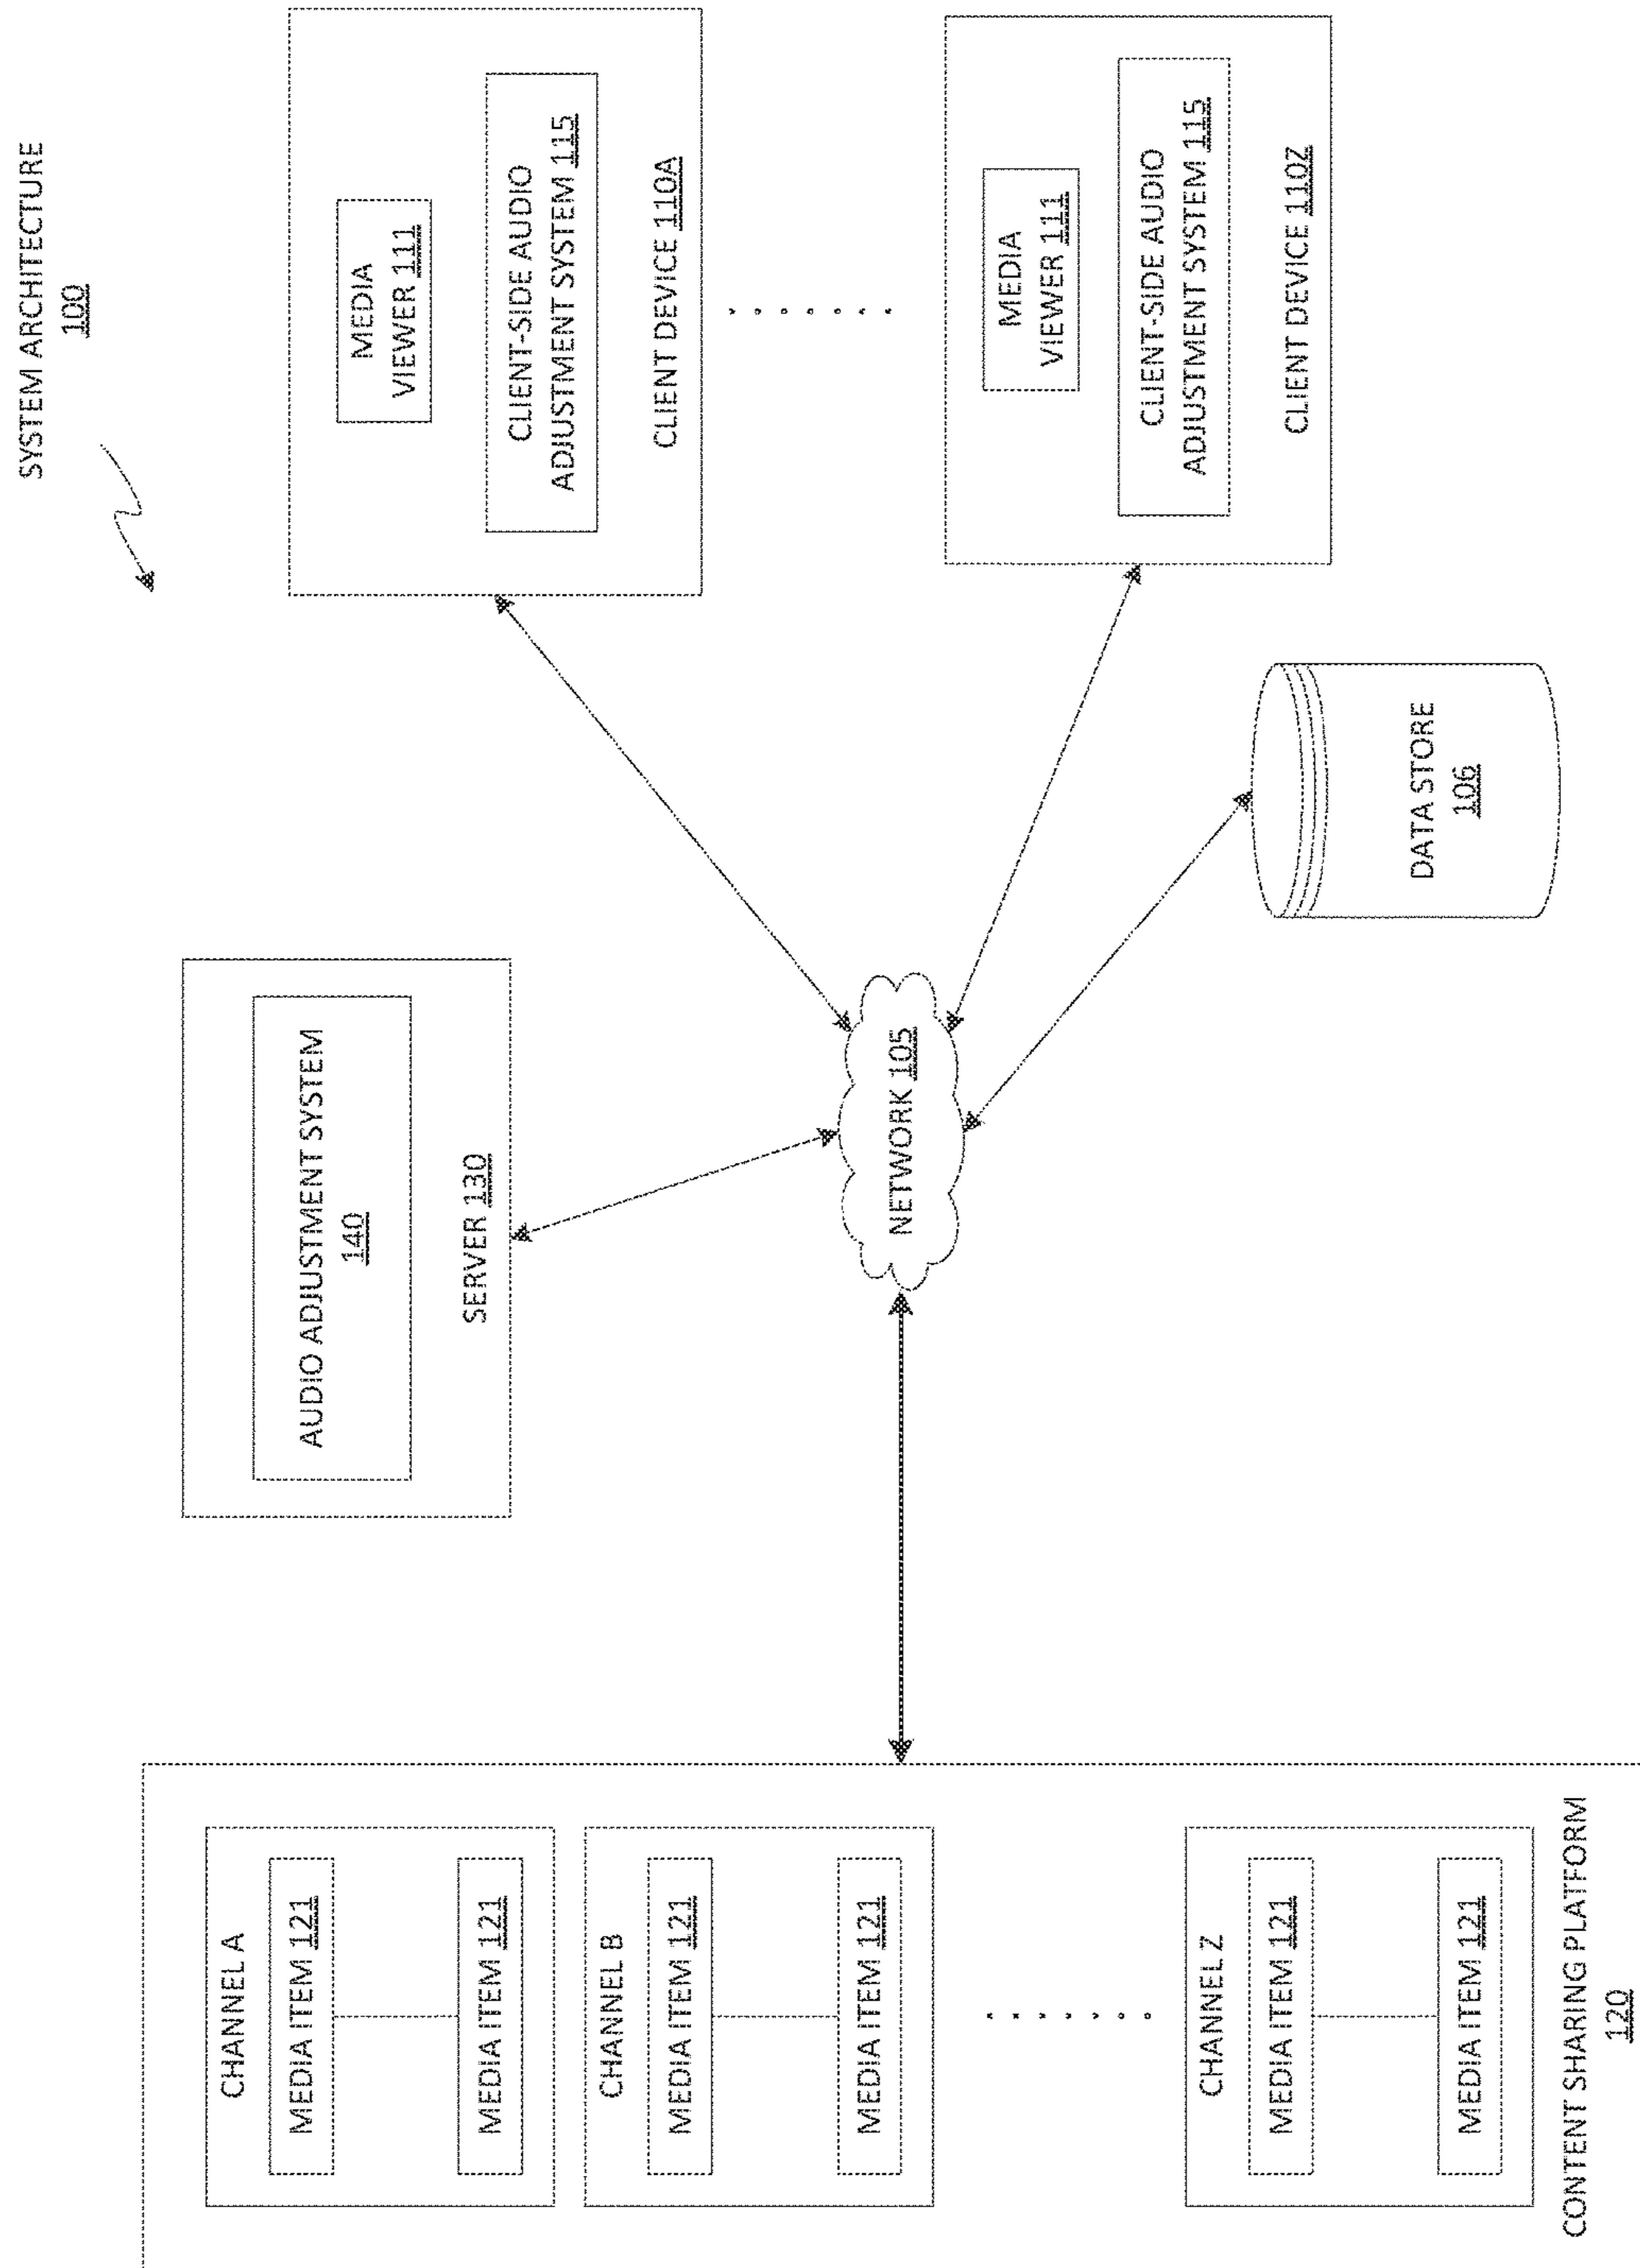 SYSTEM ARCHITECTURE
100
CHANNEL A
MEDIA ITEM 121
MEDIA ITEM 121
CHANNEL B
MEDIA ITEM 121
MEDIA ITEM 121
CHANNEL Z
MEDIA ITEM 121
MEDIA ITEM 121
CONTENT SHARING PLATFORM
120
AUDIO ADJUSTMENT SYSTEM
140
SERVER 130
NETWORK 105
DATA STORE
106
MEDIA
VIEWER 111
CLIENT-SIDE AUDIO
ADJUSTMENT SYSTEM 115
CLIENT DEVICE 110A
MEDIA
VIEWER 111
CLIENT-SIDE AUDIO
ADJUSTMENT SYSTEM 115
CLIENT DEVICE 110Z